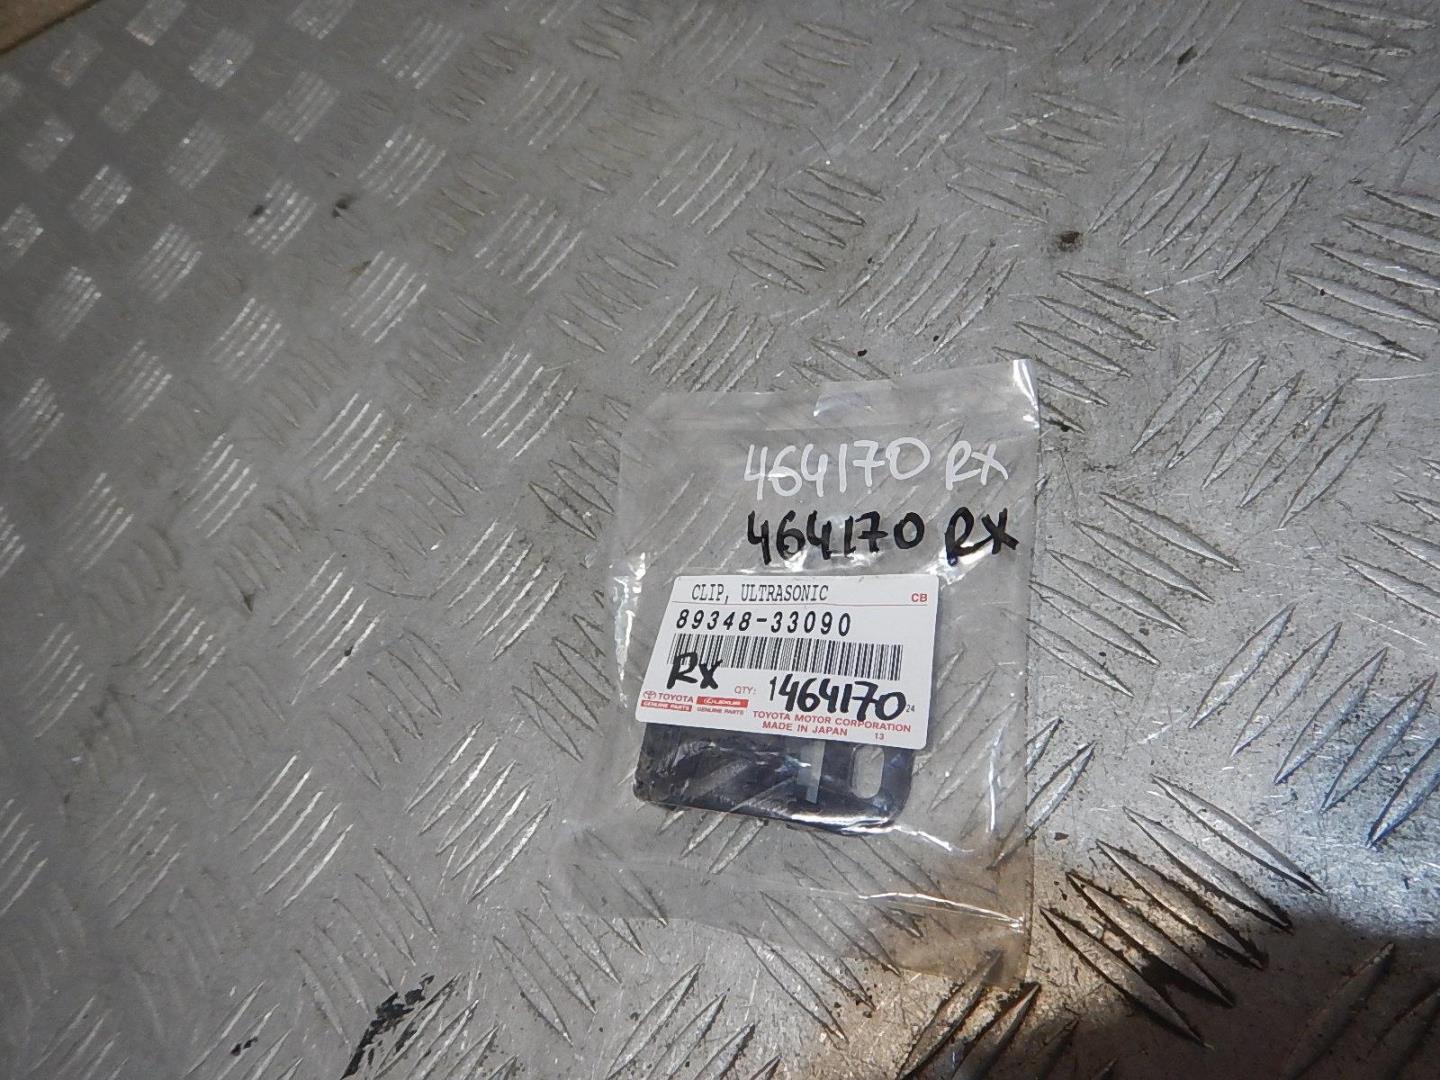 464170 RX
464170 RX
CLIP, ULTRASONIC CB
89348-33090
RX QTY: 1 464170 24
TOYOTA LEXUS
GENUINE PARTS GENUINE PARTS
TOYOTA MOTOR CORPORATION
MADE IN JAPAN 13